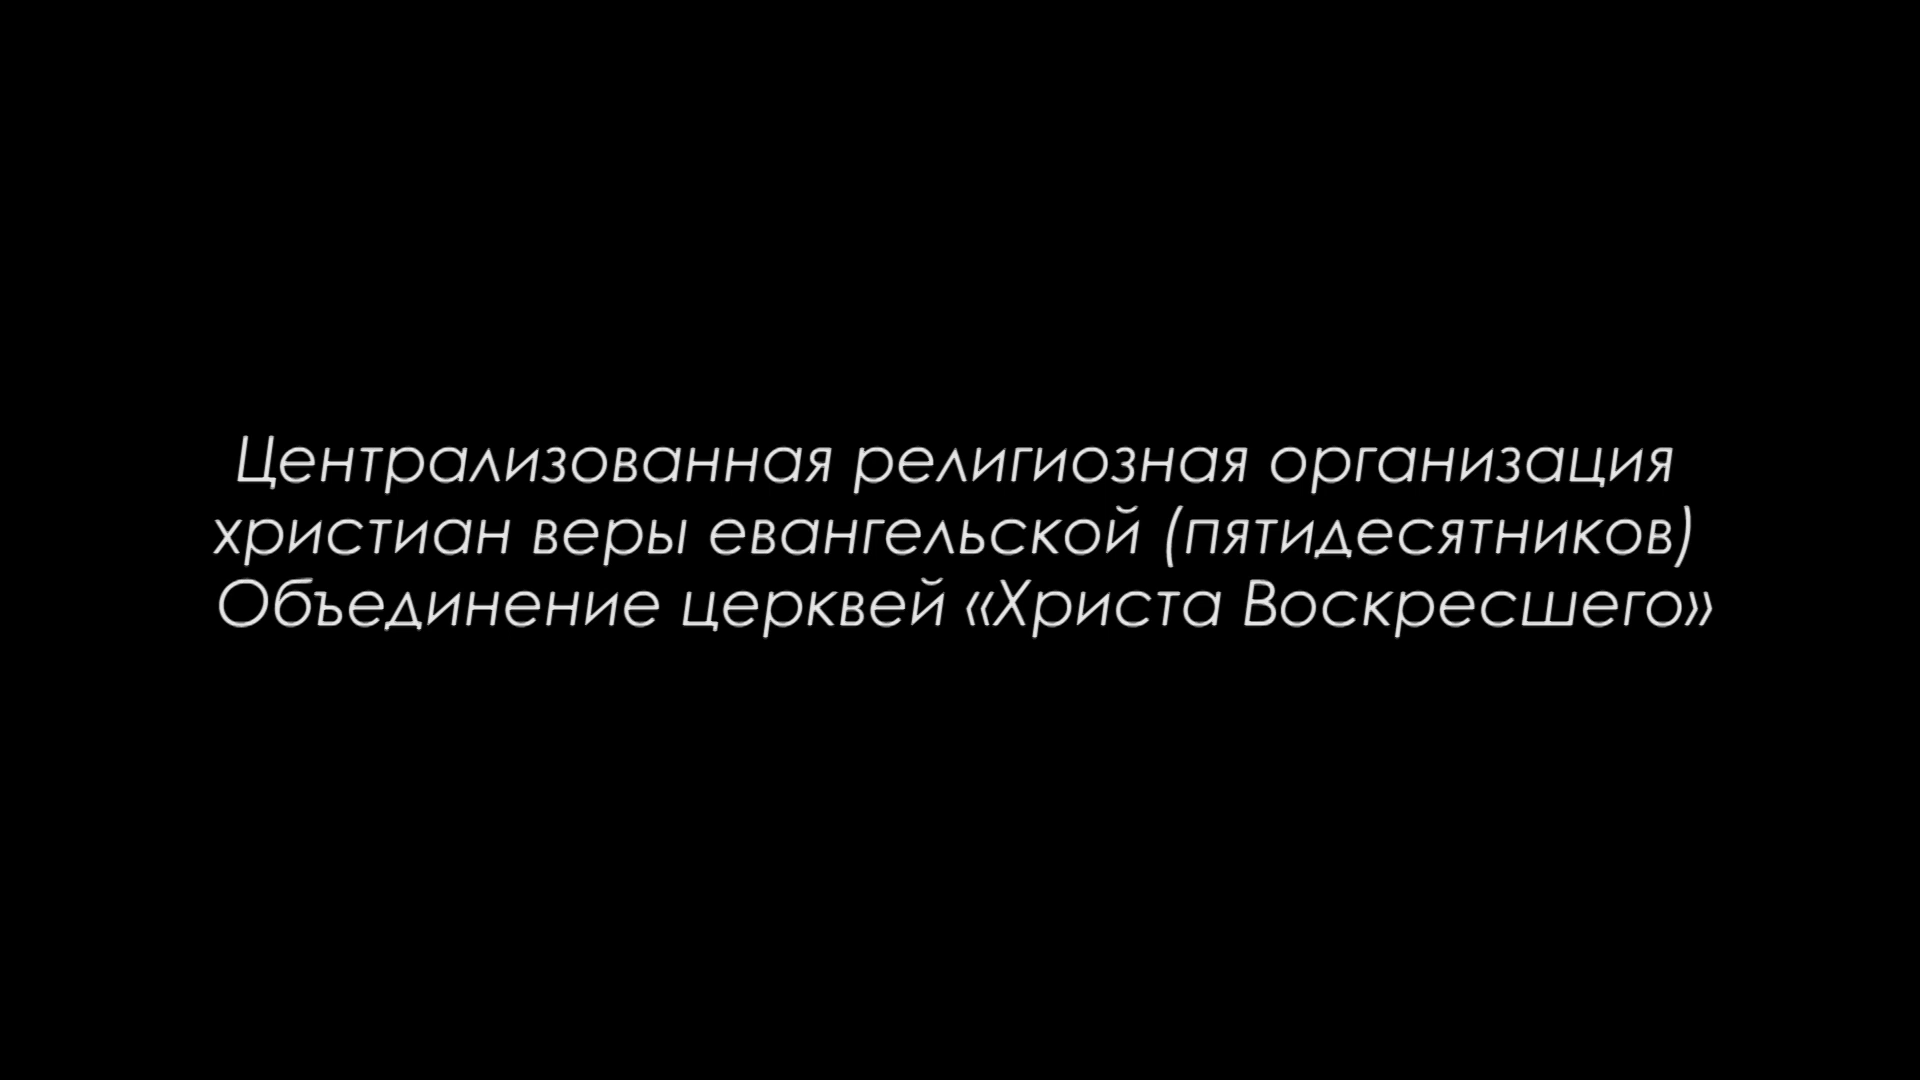 Централизованная религиозная организация
христиан веры евангельской (пятидесятников)
Объединение церквей «Христа Воскресшего»